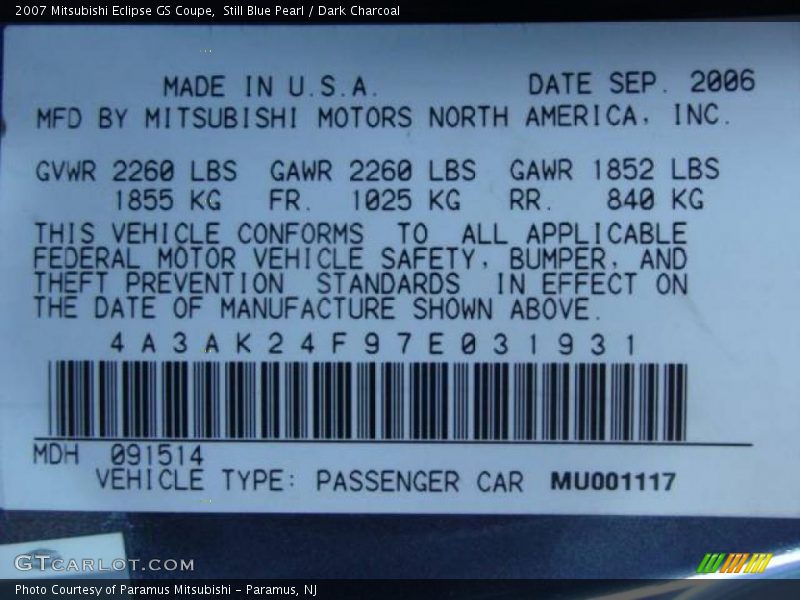 2007 Mitsubishi Eclipse GS Coupe,  Still Blue Pearl / Dark Charcoal
MADE IN U.S.A. DATE SEP. 2006
MFD BY MITSUBISHI MOTORS NORTH AMERICA, INC.
GVWR 2260 LBS GAWR 2260 LBS GAWR 1852 LBS
1855 KG FR. 1025 KG RR. 840 KG
THIS VEHICLE CONFORMS TO ALL APPLICABLE
FEDERAL MOTOR VEHICLE SAFETY, BUMPER, AND
THEFT PREVENTION STANDARDS IN EFFECT ON
THE DATE OF MANUFACTURE SHOWN ABOVE.
4A3AK24F97E031931
MDH 091514
VEHICLE TYPE: PASSENGER CAR MU001117
GTCARLOT.COM
Photo Courtesy of Paramus Mitsubishi - Paramus, NJ